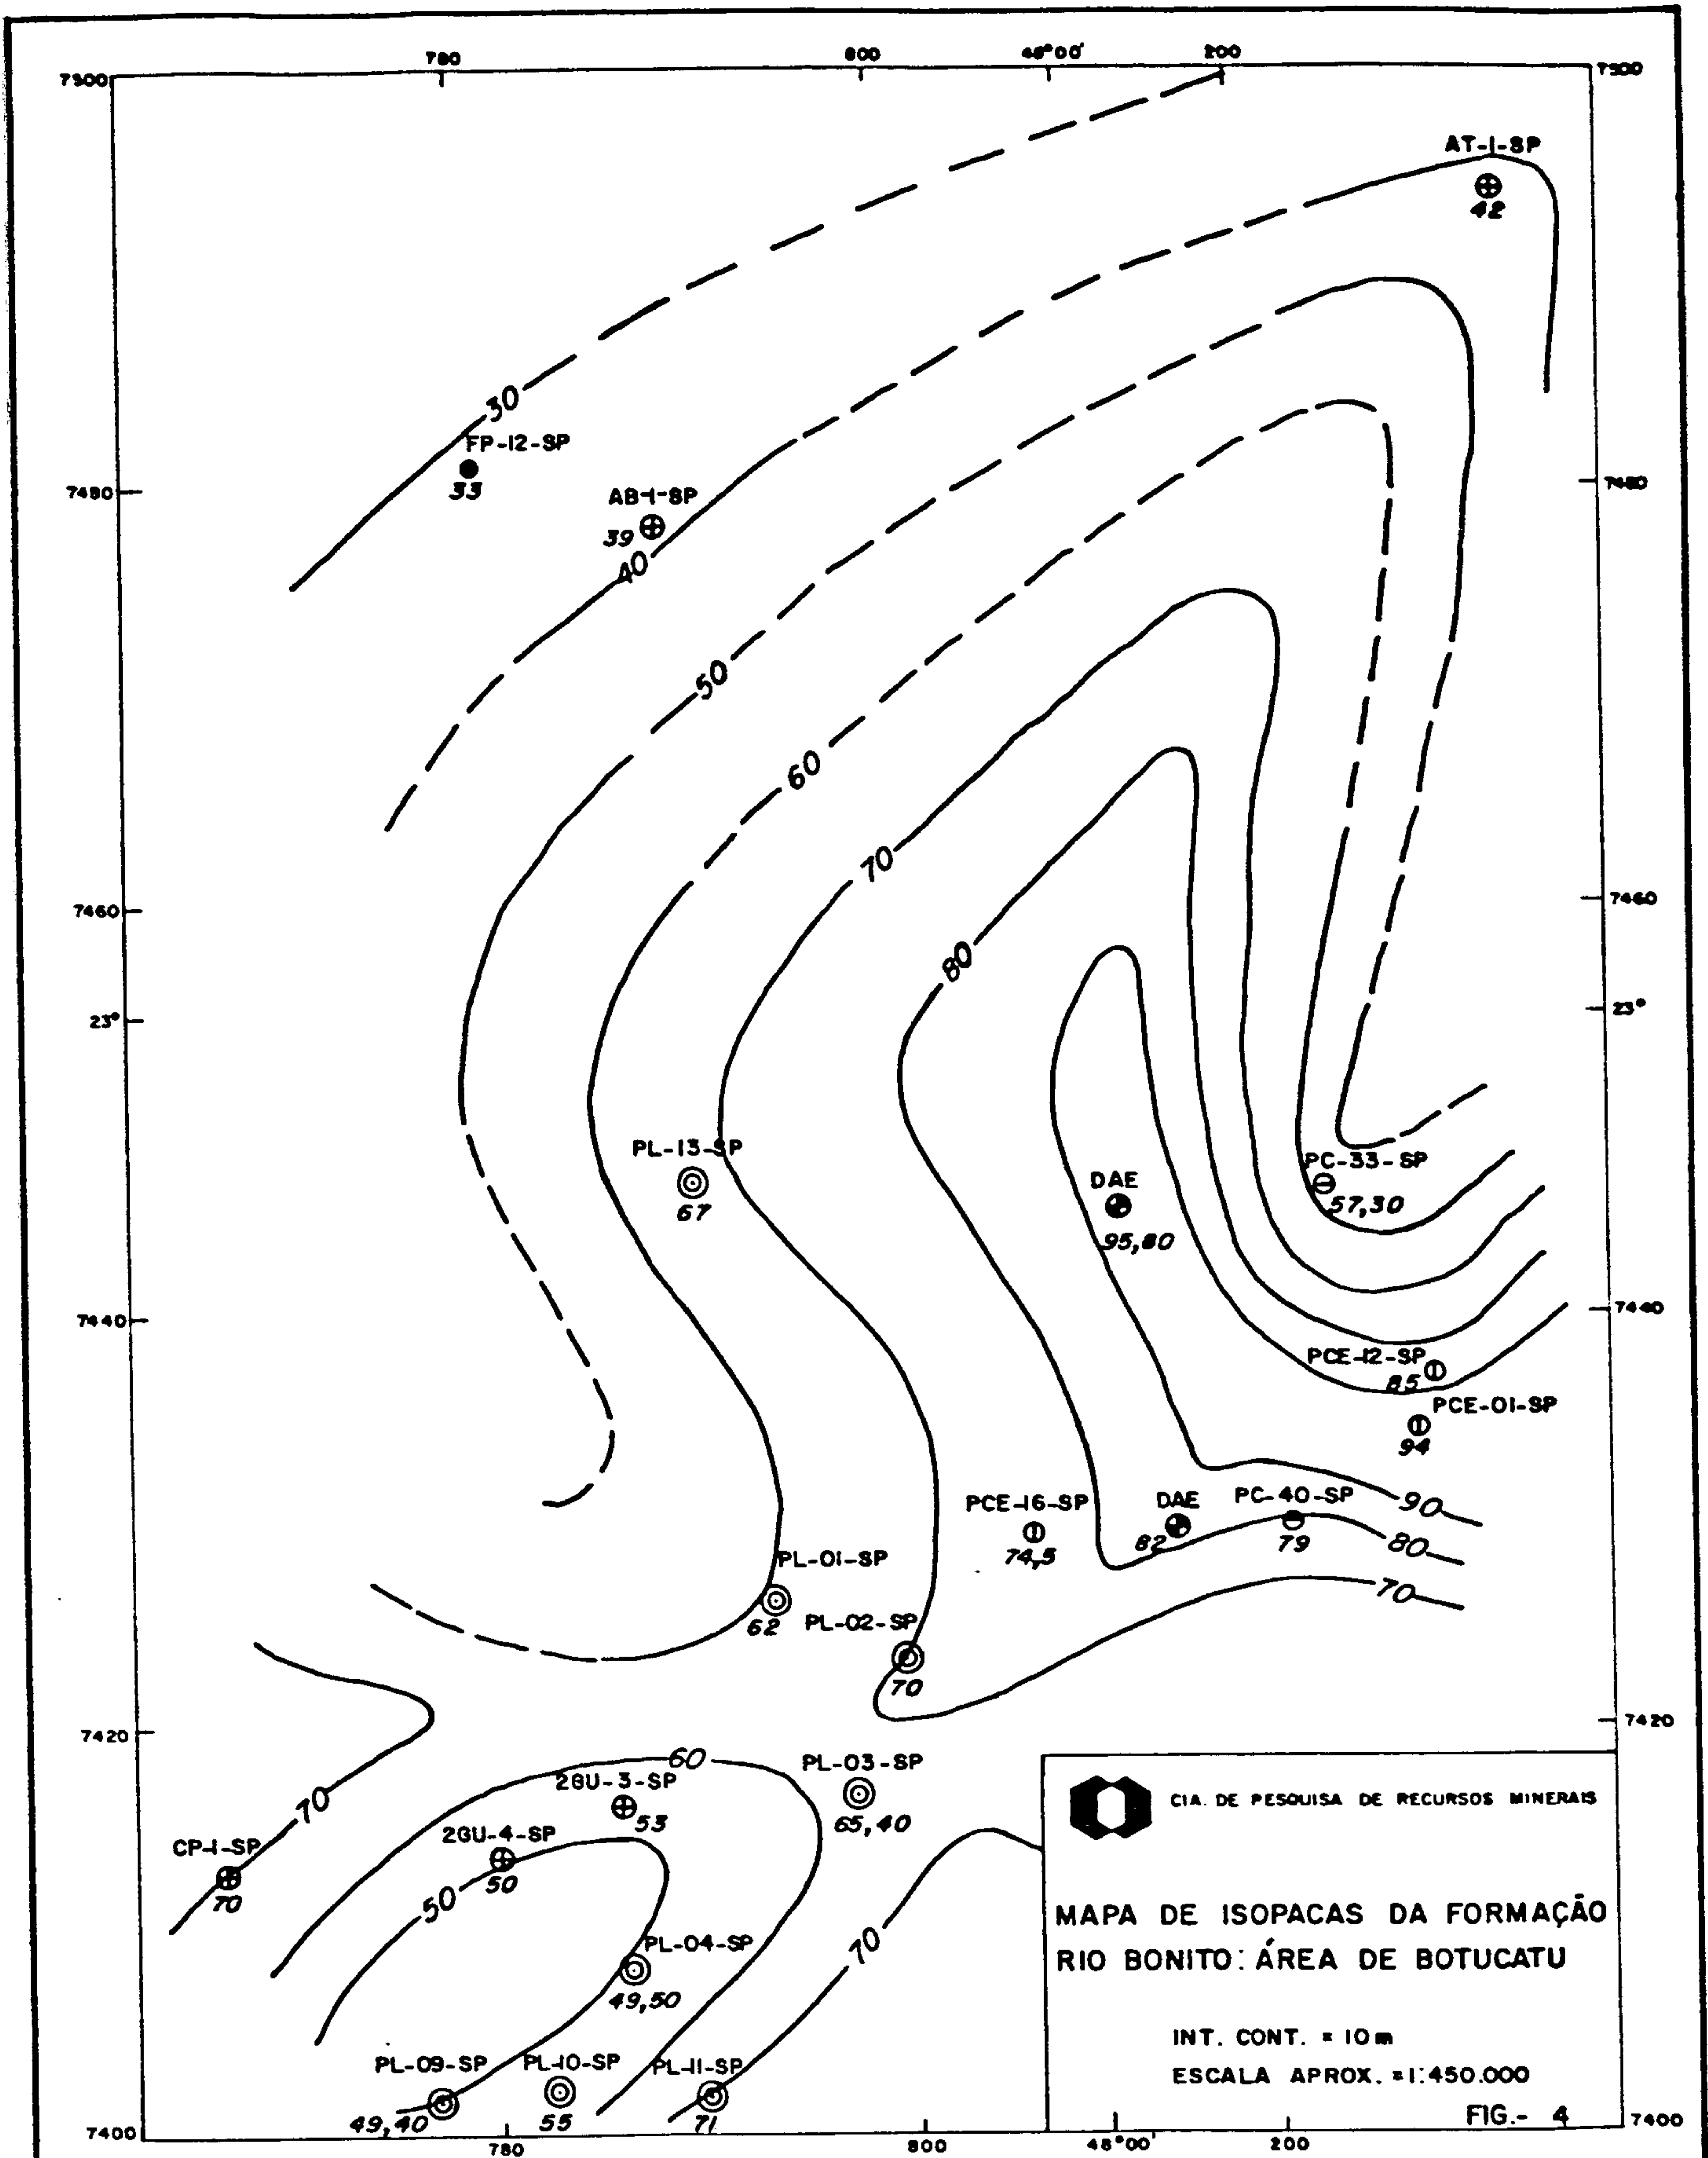 780 800 48°00' 200
7500 7500
AT-1-SP
42
30
FP-12-SP
33
7480 7480
AB-1-SP
39
40
50
60
70
7460 7460
80
23° 23°
PL-13-SP
67
PC-33-SP
57,30
DAE
95,80
7440 7440
PCE-12-SP
85
PCE-01-SP
94
PCE-16-SP
74,5
DAE
82
PC-40-SP
79
90
80
70
PL-01-SP
62
PL-02-SP
70
7420 7420
60
PL-03-SP
65,40
2GU-3-SP
53
70
2GU-4-SP
50
CP-1-SP
70
50
70
PL-04-SP
49,50
PL-09-SP
49,40
PL-10-SP
55
PL-11-SP
71
CIA. DE PESQUISA DE RECURSOS MINERAIS
MAPA DE ISOPACAS DA FORMAÇÃO
RIO BONITO: ÁREA DE BOTUCATU
INT. CONT. = 10m
ESCALA APROX. =1:450.000
FIG.- 4
7400 7400
780 800 48°00' 200